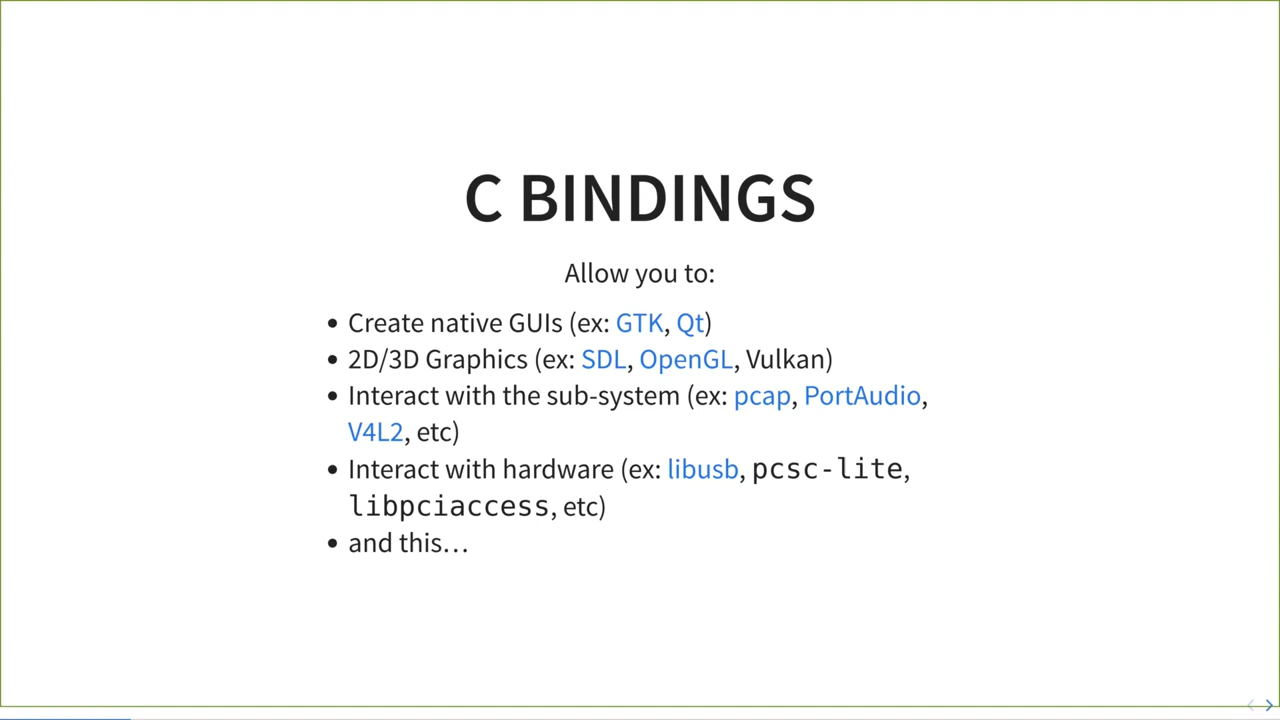 C BINDINGS
Allow you to:
• Create native GUIs (ex: GTK, Qt)
• 2D/3D Graphics (ex: SDL, OpenGL, Vulkan)
• Interact with the sub-system (ex: pcap, PortAudio,
V4L2, etc)
• Interact with hardware (ex: libusb, pcsc-lite,
libpciaccess, etc)
• and this…